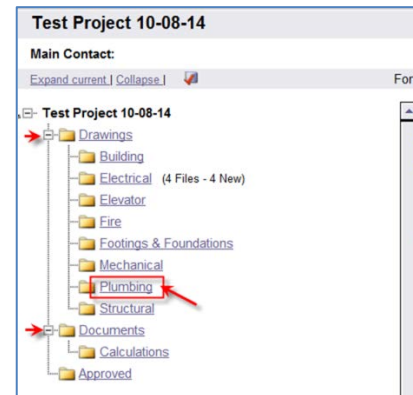 Test Project 10-08-14
Main Contact:
Expand current | Collapse | For
Test Project 10-08-14
Drawings
Building
Electrical (4 Files - 4 New)
Elevator
Fire
Footings & Foundations
Mechanical
Plumbing
Structural
Documents
Calculations
Approved